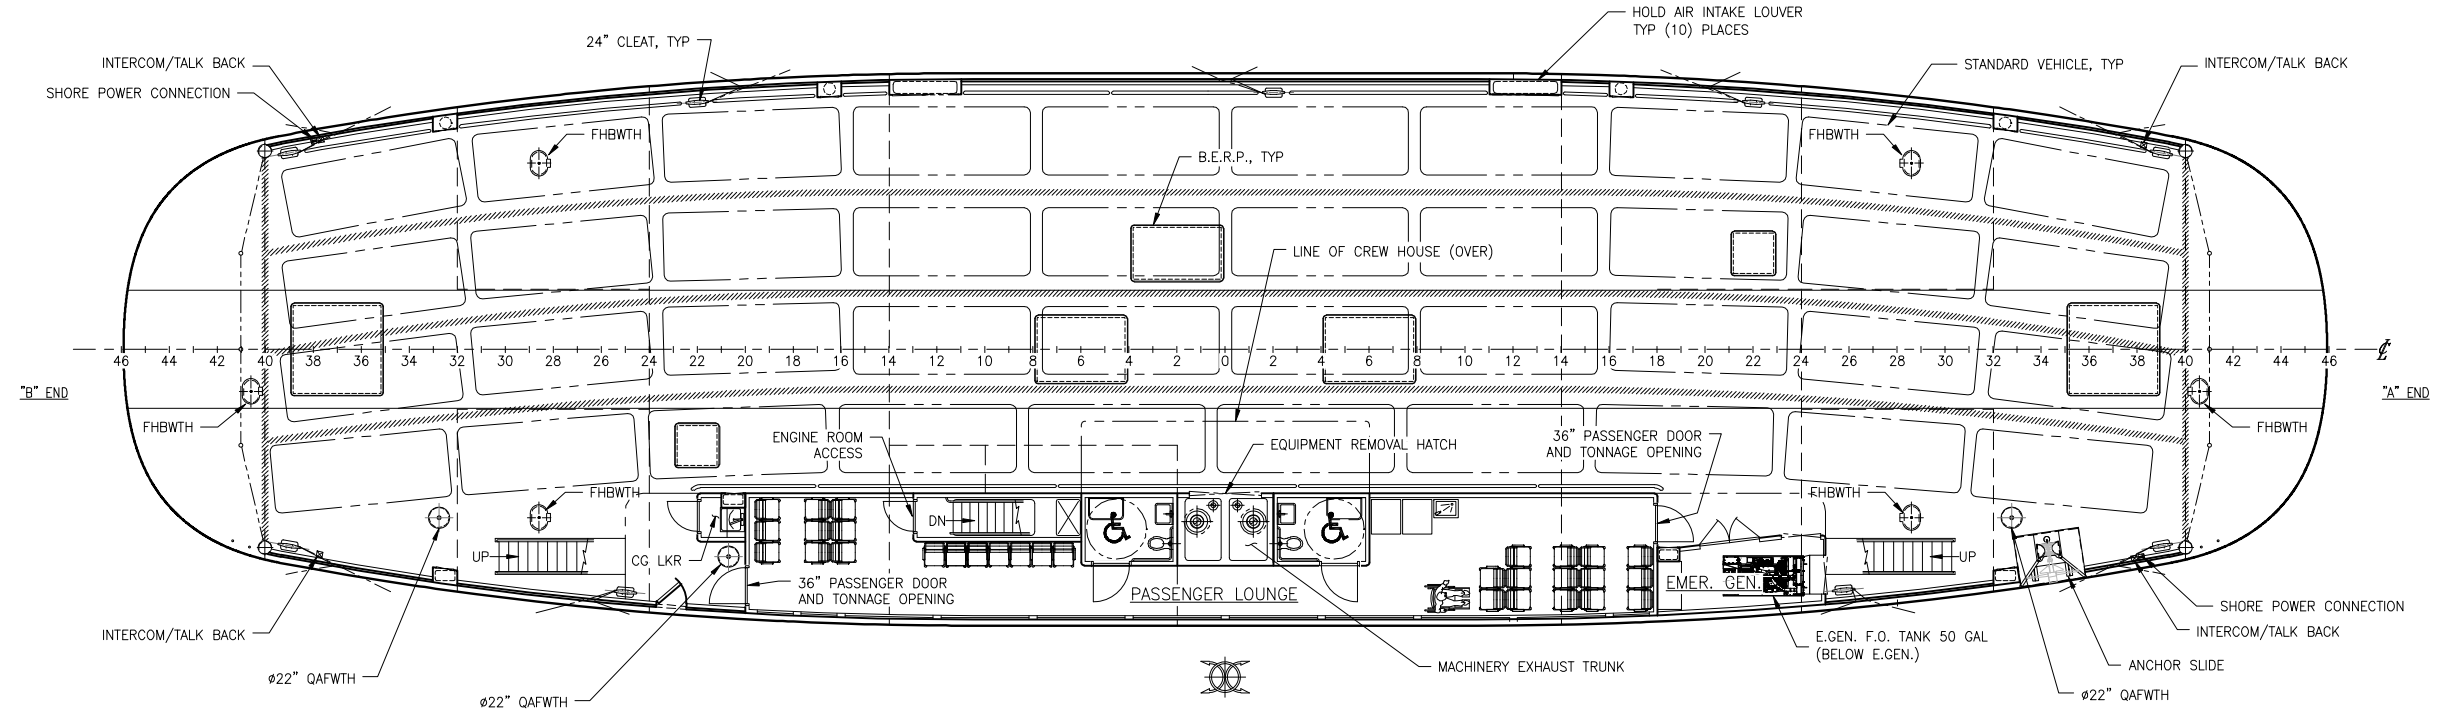 HOLD AIR INTAKE LOUVER
TYP (10) PLACES
24" CLEAT, TYP
INTERCOM/TALK BACK
SHORE POWER CONNECTION
STANDARD VEHICLE, TYP
INTERCOM/TALK BACK
FHBWTH
FHBWTH
B.E.R.P., TYP
LINE OF CREW HOUSE (OVER)
46 44 42 40 38 36 34 32 30 28 26 24 22 20 18 16 14 12 10 8 6 4 2 0 2 4 6 8 10 12 14 16 18 20 22 24 26 28 30 32 34 36 38 40 42 44 46 ℄
"B" END
"A" END
FHBWTH
FHBWTH
ENGINE ROOM
ACCESS
EQUIPMENT REMOVAL HATCH
36" PASSENGER DOOR
AND TONNAGE OPENING
FHBWTH
FHBWTH
DN
UP
CG LKR
UP
36" PASSENGER DOOR
AND TONNAGE OPENING
PASSENGER LOUNGE
EMER. GEN.
INTERCOM/TALK BACK
SHORE POWER CONNECTION
INTERCOM/TALK BACK
E.GEN. F.O. TANK 50 GAL
(BELOW E.GEN.)
MACHINERY EXHAUST TRUNK
ANCHOR SLIDE
ø22" QAFWTH
ø22" QAFWTH
ø22" QAFWTH